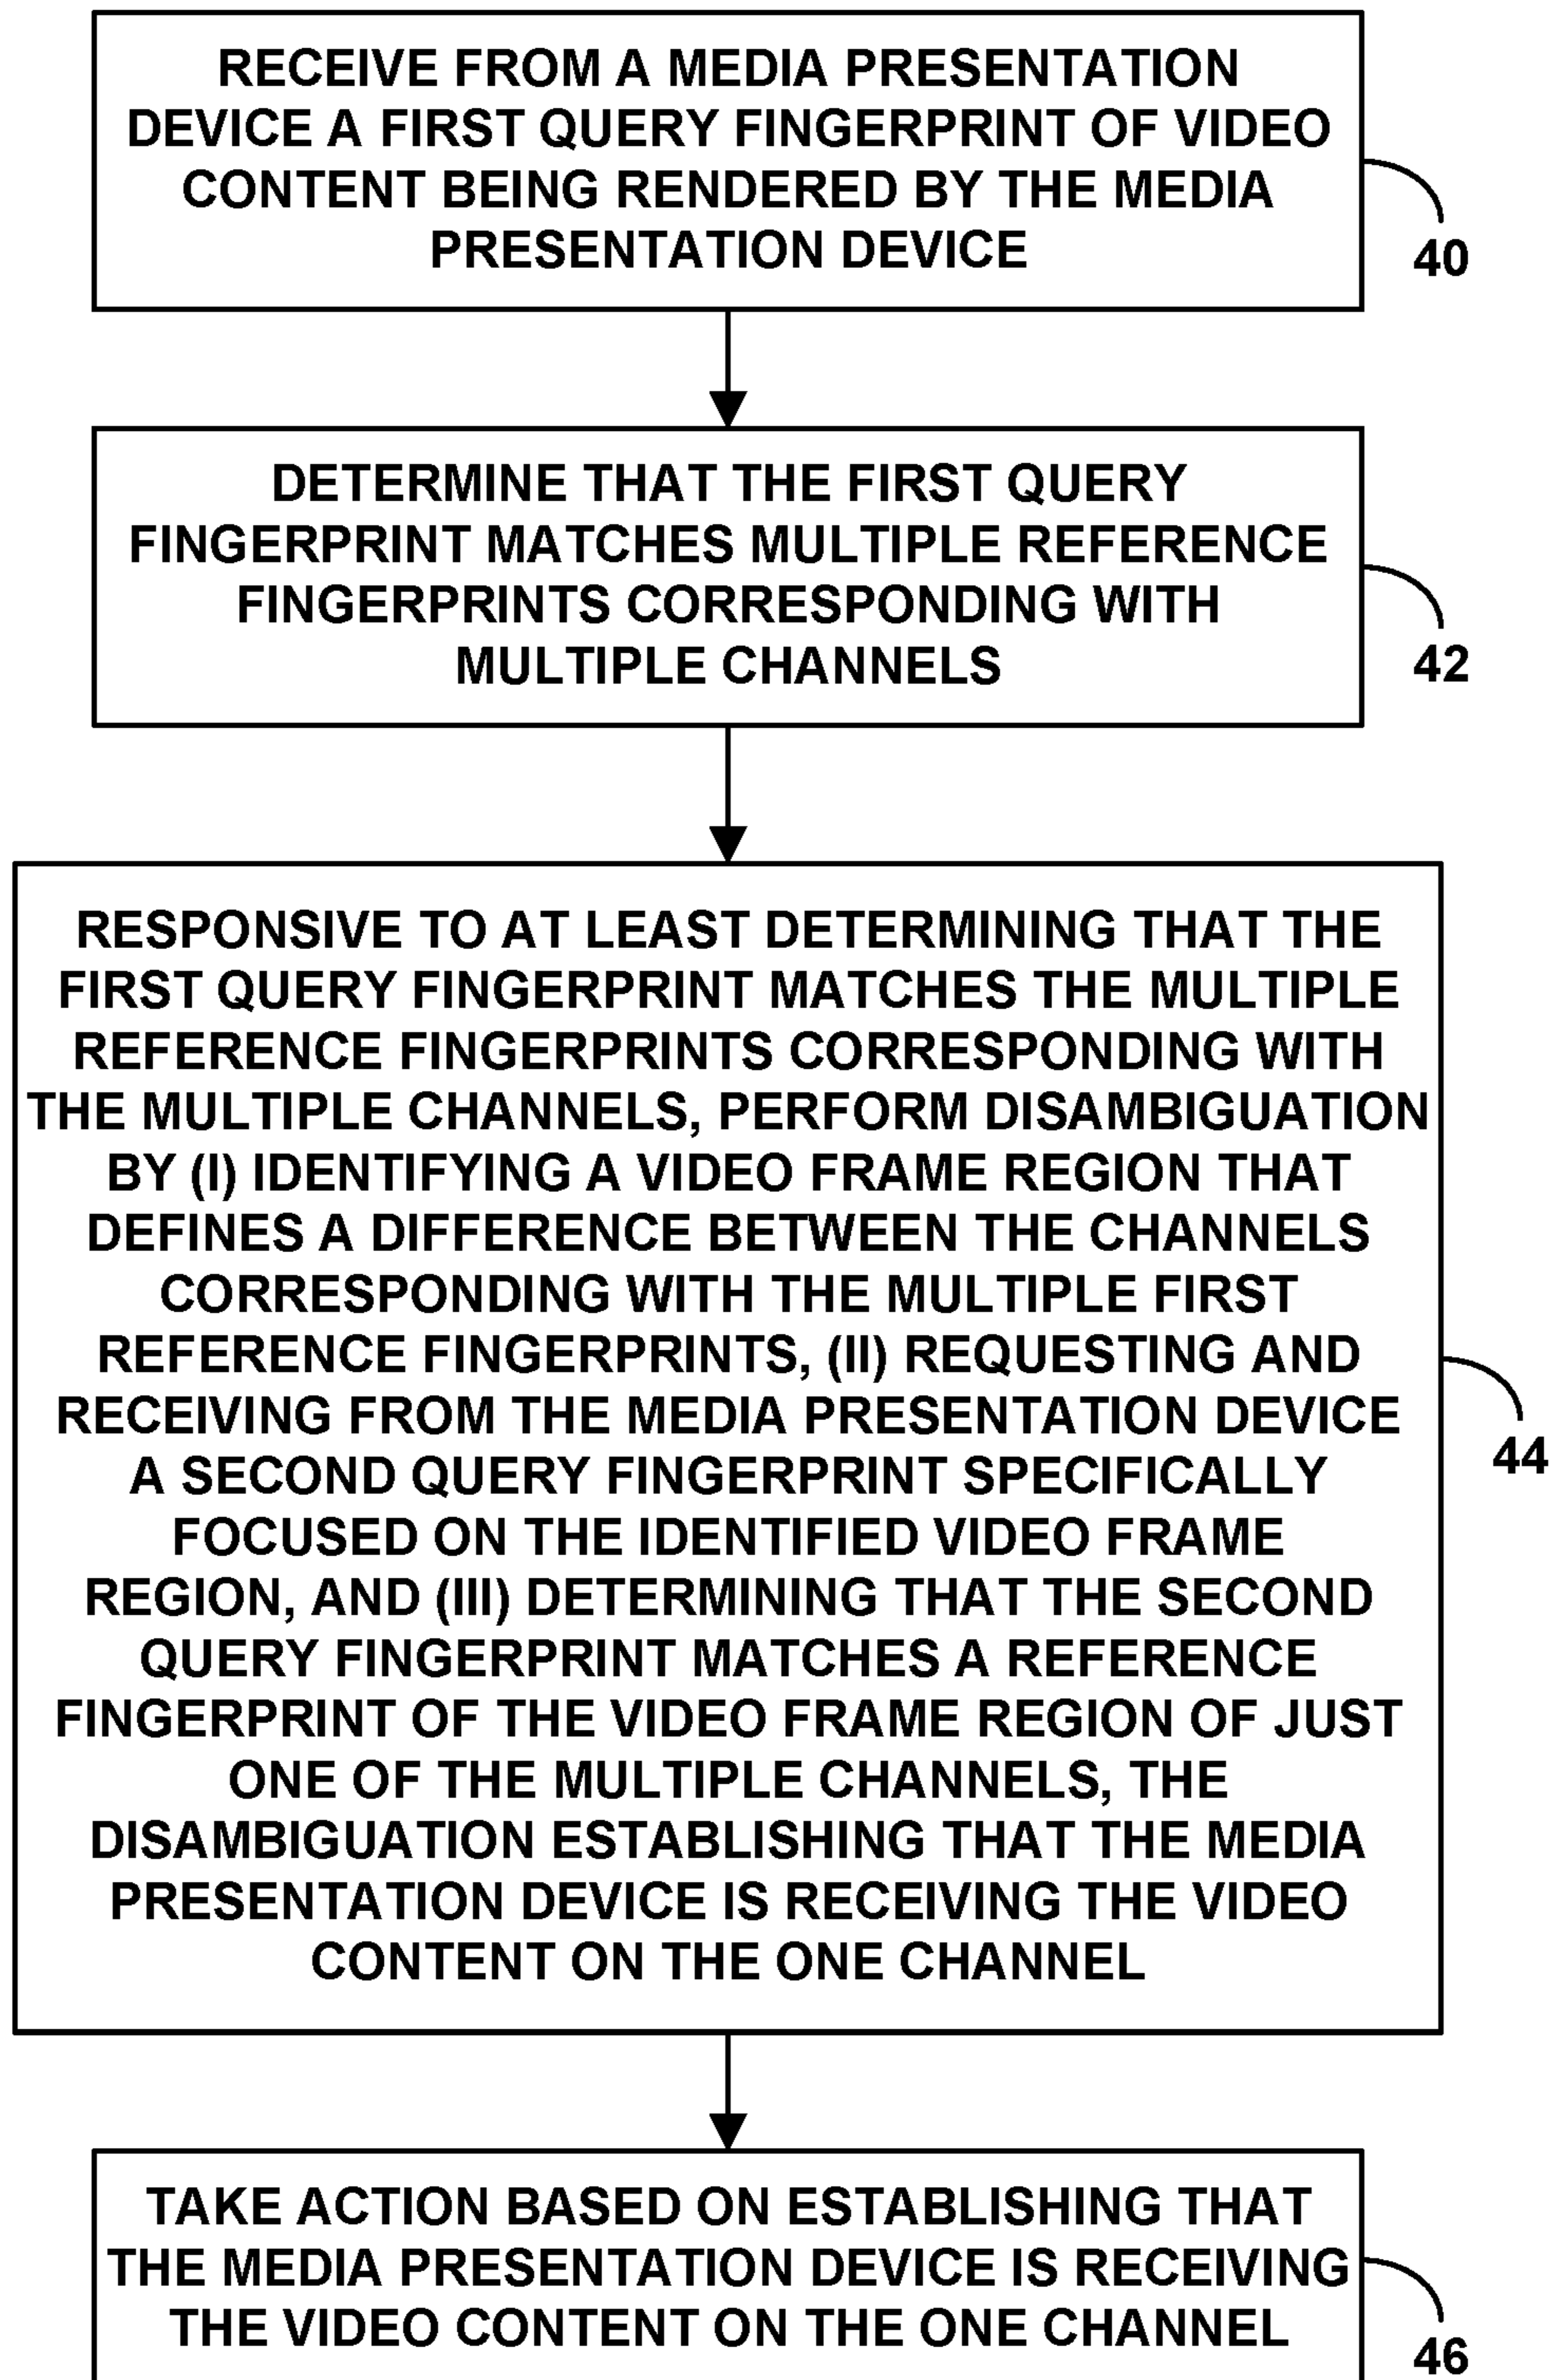 RECEIVE FROM A MEDIA PRESENTATION
DEVICE A FIRST QUERY FINGERPRINT OF VIDEO
CONTENT BEING RENDERED BY THE MEDIA
PRESENTATION DEVICE
40
DETERMINE THAT THE FIRST QUERY
FINGERPRINT MATCHES MULTIPLE REFERENCE
FINGERPRINTS CORRESPONDING WITH
MULTIPLE CHANNELS
42
RESPONSIVE TO AT LEAST DETERMINING THAT THE
FIRST QUERY FINGERPRINT MATCHES THE MULTIPLE
REFERENCE FINGERPRINTS CORRESPONDING WITH
THE MULTIPLE CHANNELS, PERFORM DISAMBIGUATION
BY (I) IDENTIFYING A VIDEO FRAME REGION THAT
DEFINES A DIFFERENCE BETWEEN THE CHANNELS
CORRESPONDING WITH THE MULTIPLE FIRST
REFERENCE FINGERPRINTS, (II) REQUESTING AND
RECEIVING FROM THE MEDIA PRESENTATION DEVICE
A SECOND QUERY FINGERPRINT SPECIFICALLY
FOCUSED ON THE IDENTIFIED VIDEO FRAME
REGION, AND (III) DETERMINING THAT THE SECOND
QUERY FINGERPRINT MATCHES A REFERENCE
FINGERPRINT OF THE VIDEO FRAME REGION OF JUST
ONE OF THE MULTIPLE CHANNELS, THE
DISAMBIGUATION ESTABLISHING THAT THE MEDIA
PRESENTATION DEVICE IS RECEIVING THE VIDEO
CONTENT ON THE ONE CHANNEL
44
TAKE ACTION BASED ON ESTABLISHING THAT
THE MEDIA PRESENTATION DEVICE IS RECEIVING
THE VIDEO CONTENT ON THE ONE CHANNEL
46